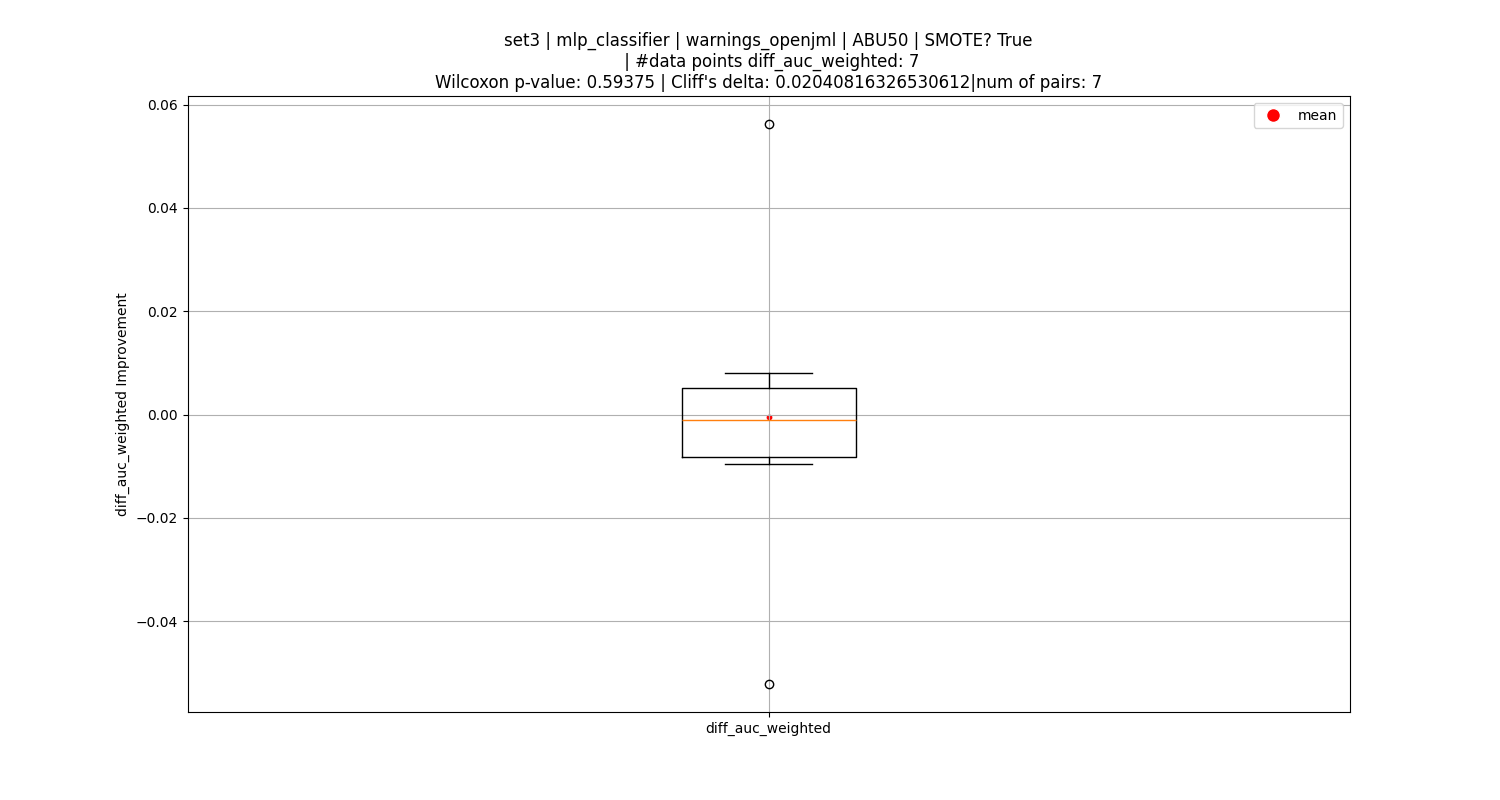 set3 | mlp_classifier | warnings_openjml | ABU50 | SMOTE? True
| #data points diff_auc_weighted: 7
Wilcoxon p-value: 0.59375 | Cliff's delta: 0.02040816326530612|num of pairs: 7
mean
0.06
0.04
0.02
0.00
−0.02
−0.04
diff_auc_weighted Improvement
diff_auc_weighted